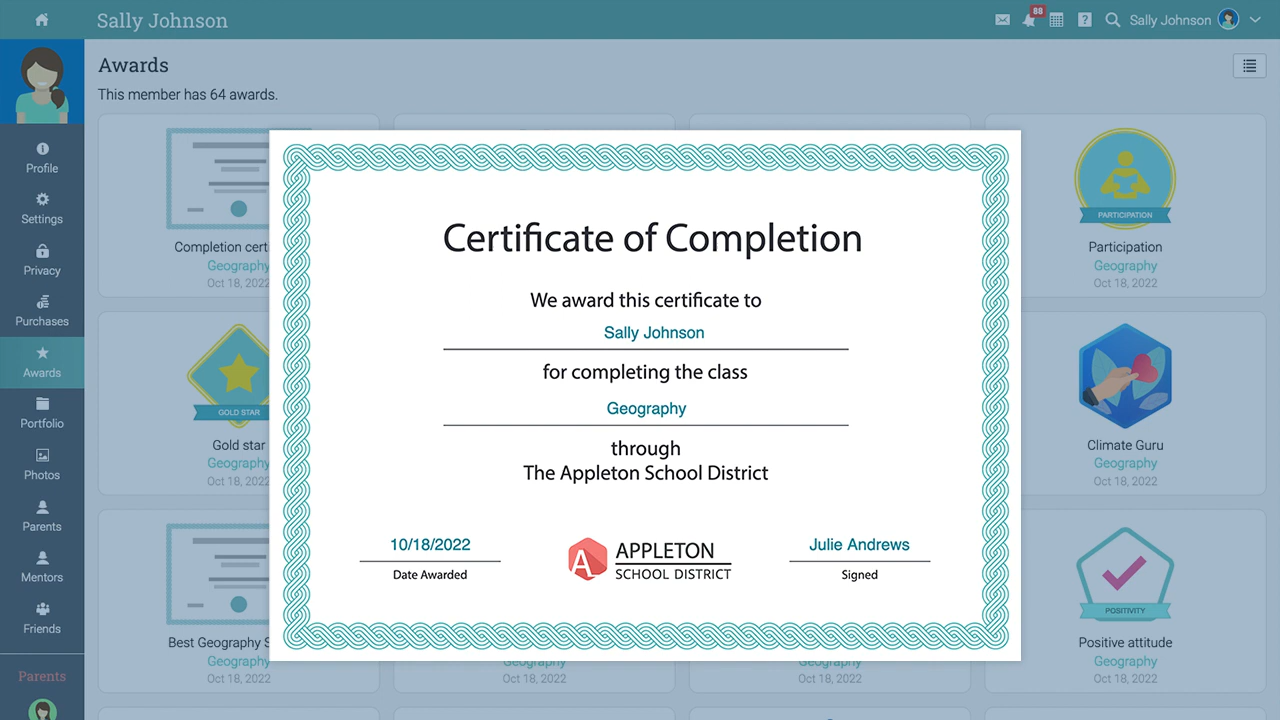 Sally Johnson
88
?
Sally Johnson
Awards
This member has 64 awards.
Profile
Settings
Privacy
Purchases
Awards
Portfolio
Photos
Parents
Mentors
Friends
Parents
Completion cert
Geography
Oct 18, 2022
PARTICIPATION
Participation
Geography
Oct 18, 2022
GOLD STAR
Gold star
Geography
Oct 18, 2022
Climate Guru
Geography
Oct 18, 2022
Best Geography S
Geography
Oct 18, 2022
Geography
Oct 18, 2022
Geography
Oct 18, 2022
POSITIVITY
Positive attitude
Geography
Oct 18, 2022
Certificate of Completion
We award this certificate to
Sally Johnson
for completing the class
Geography
through
The Appleton School District
10/18/2022
Date Awarded
A
APPLETON
SCHOOL DISTRICT
Julie Andrews
Signed